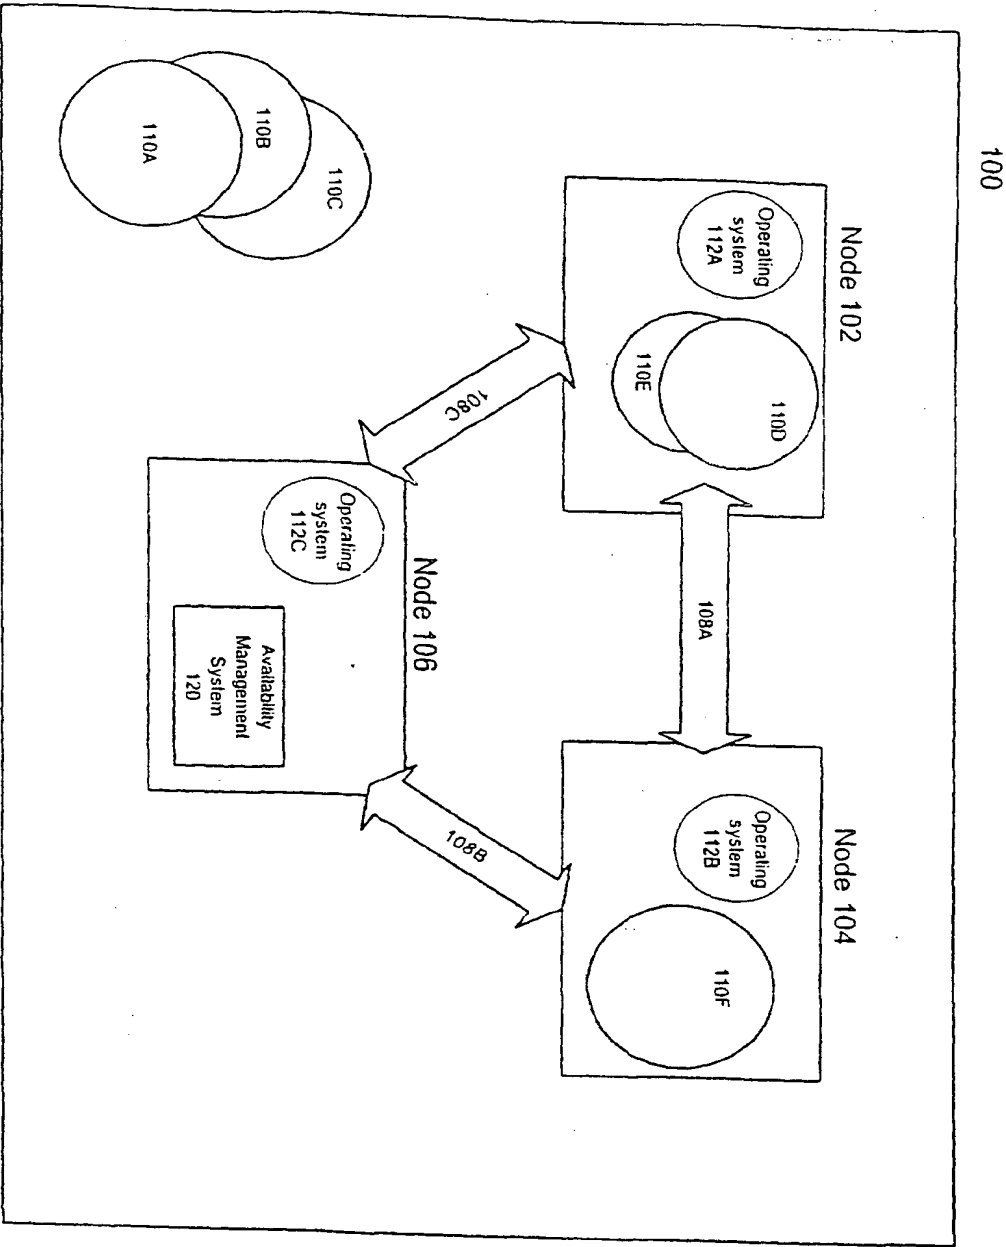 100
Node 102
Operating
system
112A
110D
110E
108A
Node 104
Operating
system
112B
110F
108C
108B
Node 106
Operating
system
112C
Availability
Management
System
120
110C
110B
110A